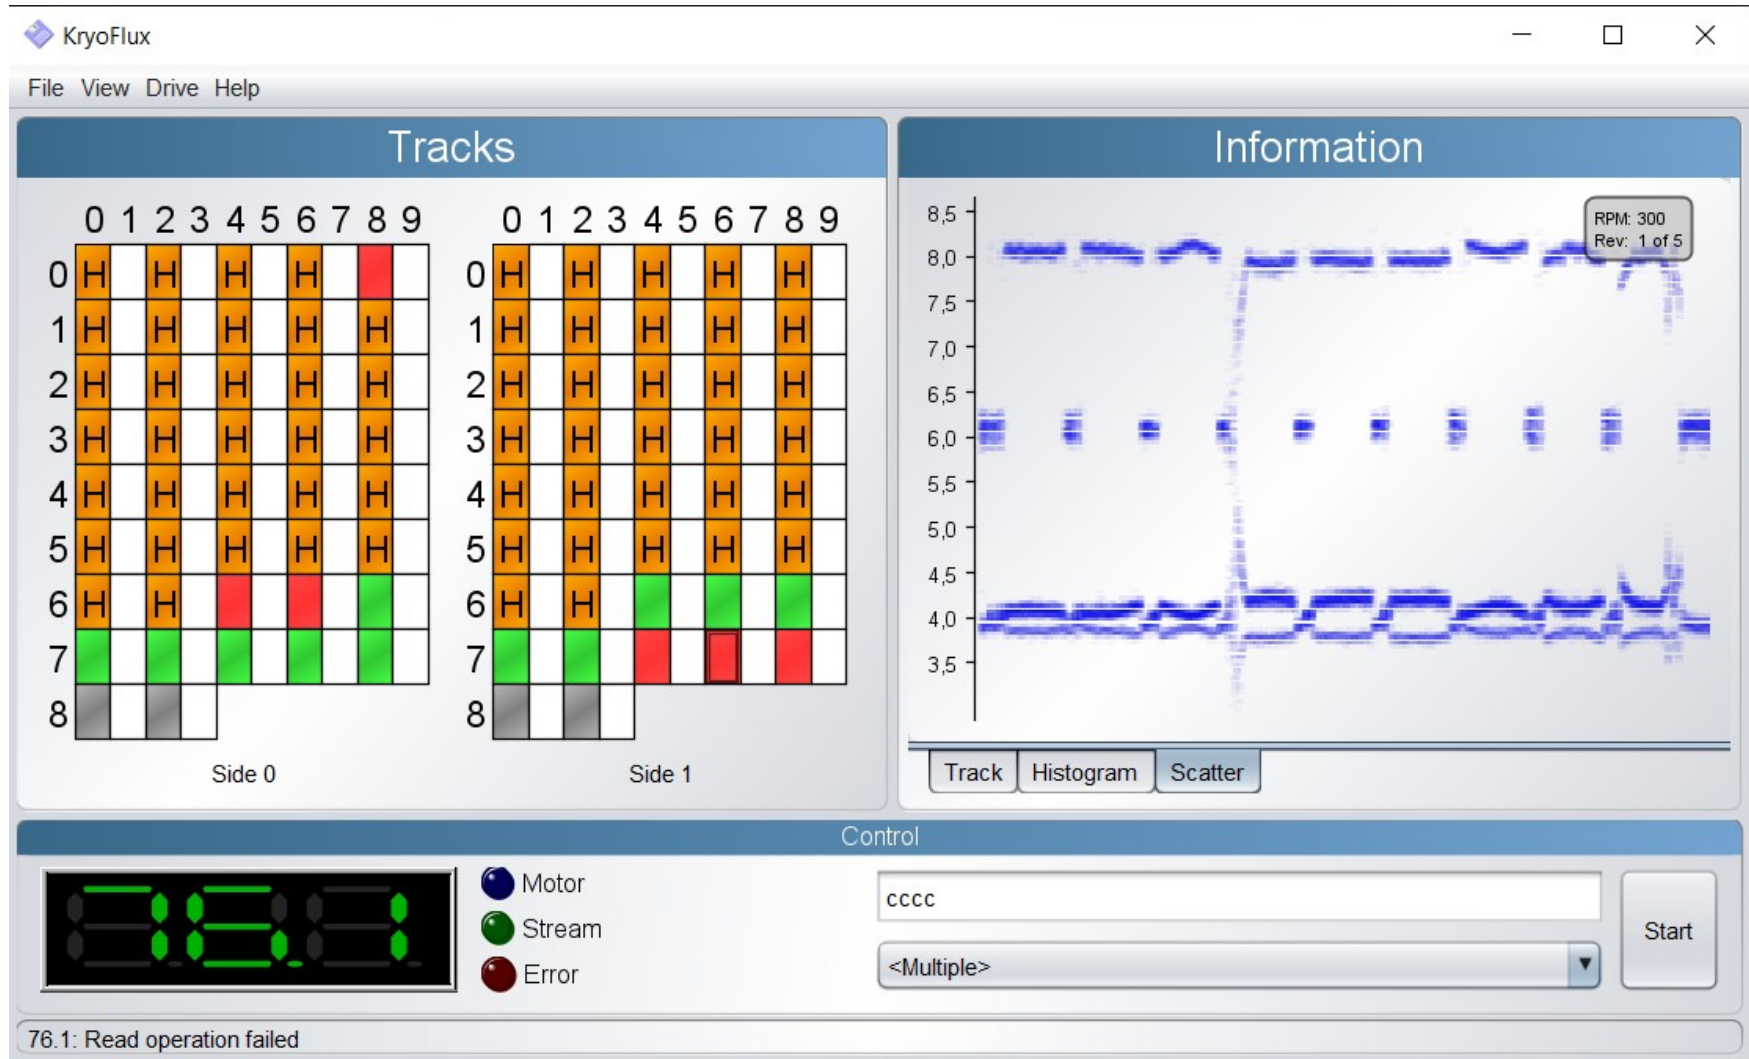 KryoFlux
File View Drive Help
Tracks
0 1 2 3 4 5 6 7 8 9
0 H H H H
1 H H H H H
2 H H H H H
3 H H H H H
4 H H H H H
5 H H H H H
6 H H
7
8
Side 0
0 1 2 3 4 5 6 7 8 9
0 H H H H H
1 H H H H H
2 H H H H H
3 H H H H H
4 H H H H H
5 H H H H H
6 H H
7
8
Side 1
Information
RPM: 300
Rev: 1 of 5
8,5
8,0
7,5
7,0
6,5
6,0
5,5
5,0
4,5
4,0
3,5
Track Histogram Scatter
Control
76.1
Motor
Stream
Error
cccc
<Multiple>
Start
76.1: Read operation failed